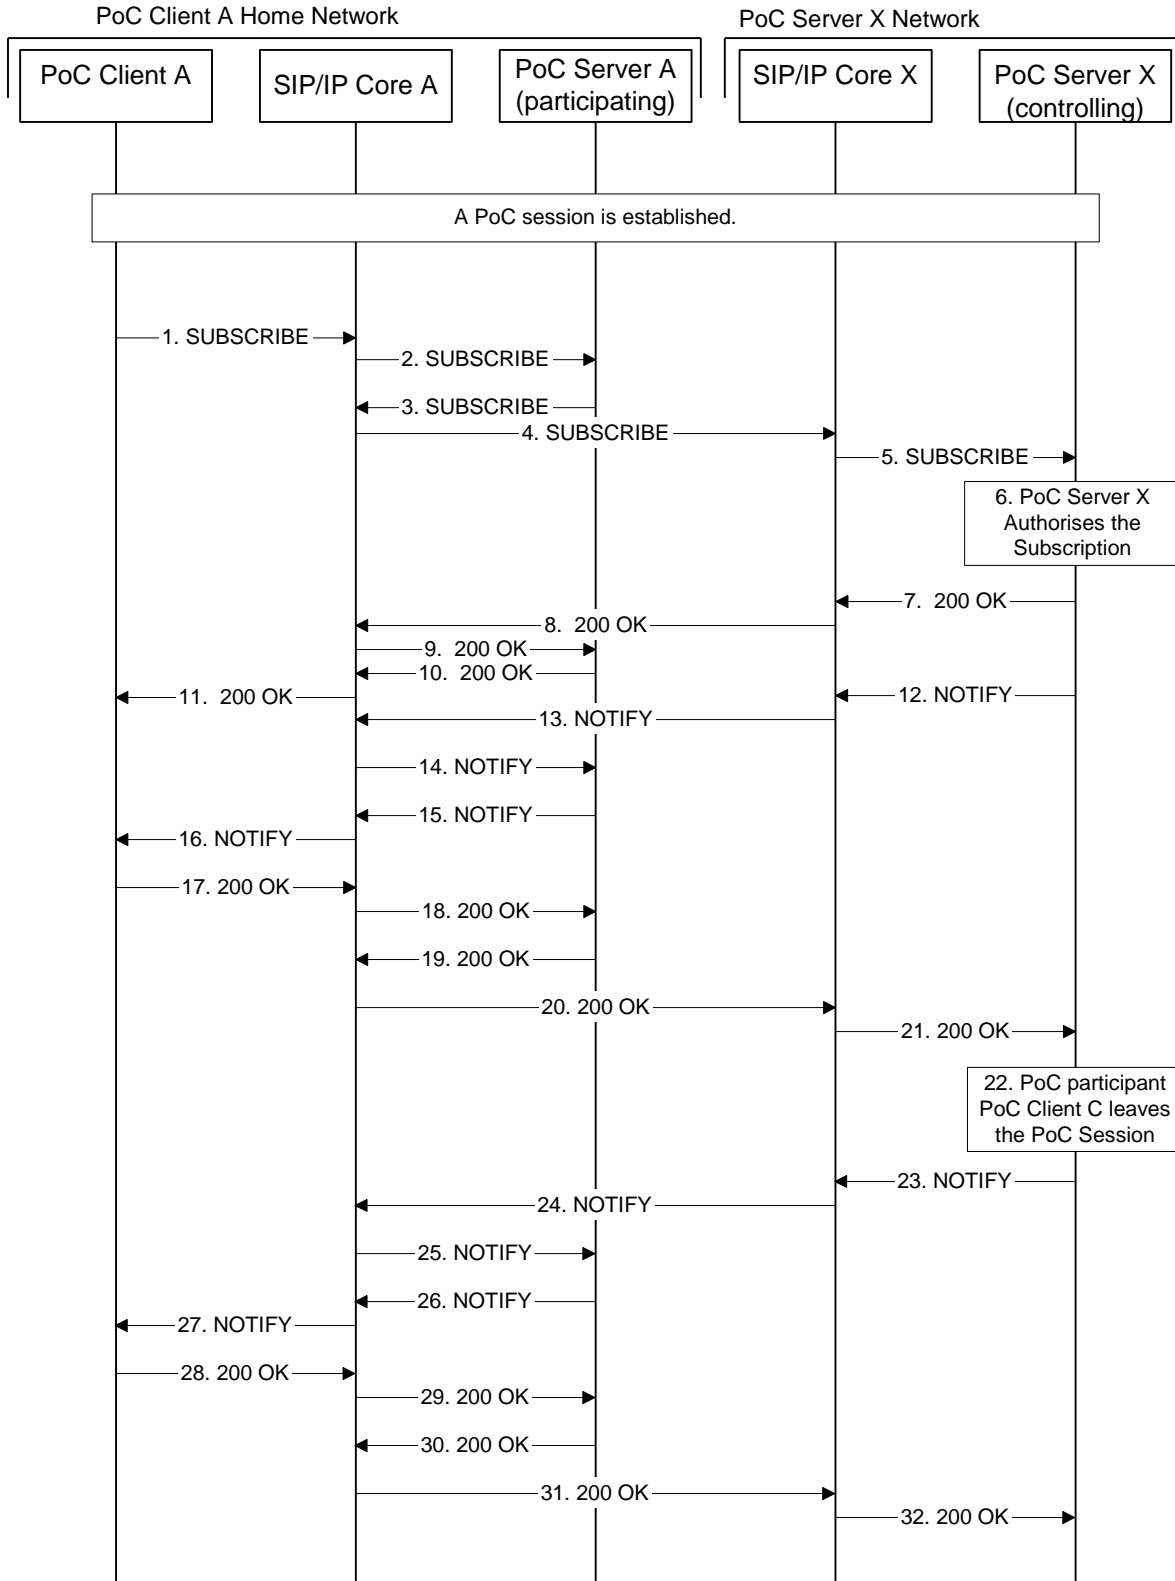 PoC Client A Home Network
PoC Server X Network
PoC Client A
SIP/IP Core A
PoC Server A
(participating)
SIP/IP Core X
PoC Server X
(controlling)
A PoC session is established.
1. SUBSCRIBE
2. SUBSCRIBE
3. SUBSCRIBE
4. SUBSCRIBE
5. SUBSCRIBE
6. PoC Server X
Authorises the
Subscription
7. 200 OK
8. 200 OK
9. 200 OK
10. 200 OK
11. 200 OK
12. NOTIFY
13. NOTIFY
14. NOTIFY
15. NOTIFY
16. NOTIFY
17. 200 OK
18. 200 OK
19. 200 OK
20. 200 OK
21. 200 OK
22. PoC participant
PoC Client C leaves
the PoC Session
23. NOTIFY
24. NOTIFY
25. NOTIFY
26. NOTIFY
27. NOTIFY
28. 200 OK
29. 200 OK
30. 200 OK
31. 200 OK
32. 200 OK